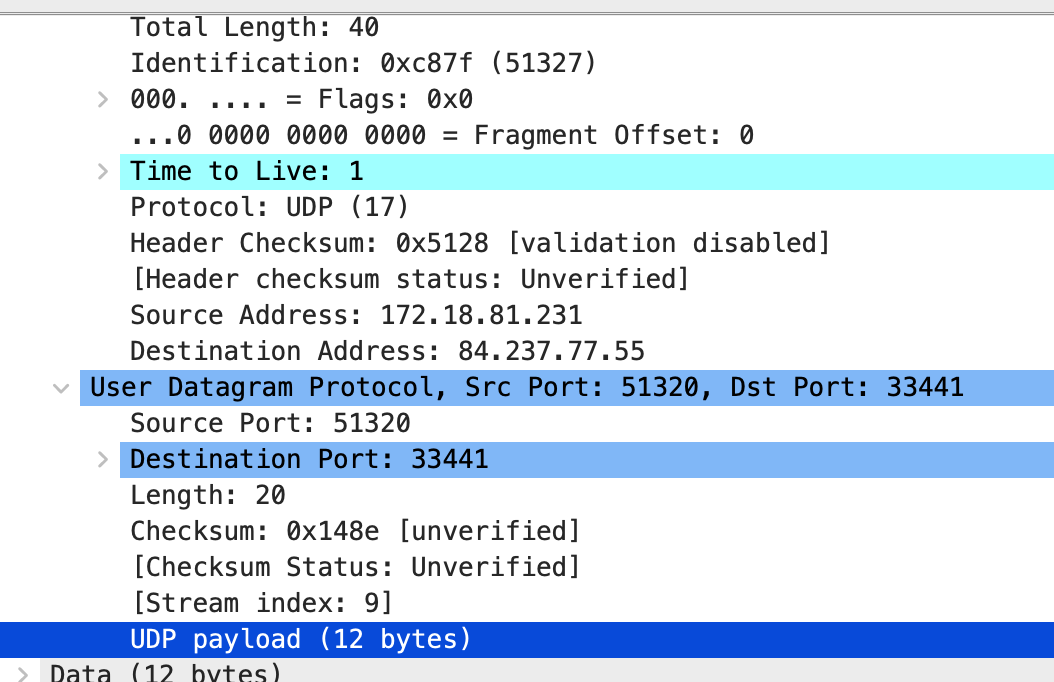 Total Length: 40
Identification: 0xc87f (51327)
000. .... = Flags: 0x0
...0 0000 0000 0000 = Fragment Offset: 0
Time to Live: 1
Protocol: UDP (17)
Header Checksum: 0x5128 [validation disabled]
[Header checksum status: Unverified]
Source Address: 172.18.81.231
Destination Address: 84.237.77.55
User Datagram Protocol, Src Port: 51320, Dst Port: 33441
Source Port: 51320
Destination Port: 33441
Length: 20
Checksum: 0x148e [unverified]
[Checksum Status: Unverified]
[Stream index: 9]
UDP payload (12 bytes)
Data (12 bytes)